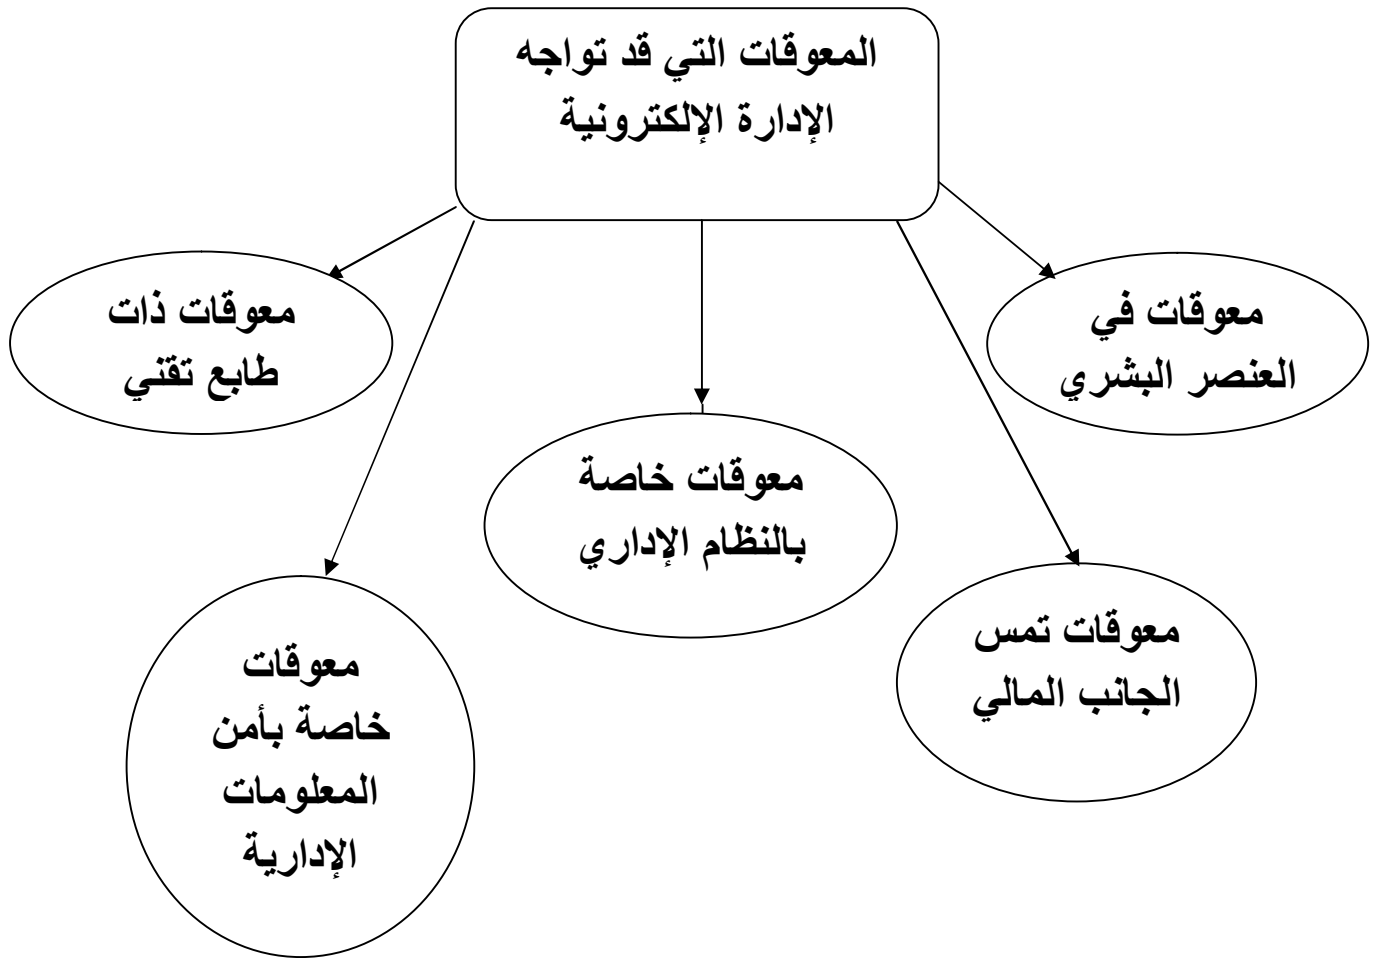 المعوقات التي قد تواجه
الإدارة الإلكترونية
معوقات في
العنصر البشري
معوقات تمس
الجانب المالي
معوقات خاصة
بالنظام الإداري
معوقات
خاصة بأمن
المعلومات
الإدارية
معوقات ذات
طابع تقني